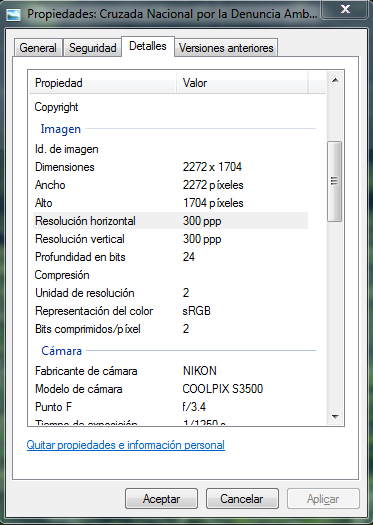 Propiedades: Cruzada Nacional por la Denuncia Amb...
X
General Seguridad Detalles Versiones anteriores
Propiedad Valor
Copyright
Imagen
Id. de imagen
Dimensiones 2272 x 1704
Ancho 2272 píxeles
Alto 1704 píxeles
Resolución horizontal 300 ppp
Resolución vertical 300 ppp
Profundidad en bits 24
Compresión
Unidad de resolución 2
Representación del color sRGB
Bits comprimidos/píxel 2
Cámara
Fabricante de cámara NIKON
Modelo de cámara COOLPIX S3500
Punto F f/3.4
Tiempo de exposición 1/1250 s
Quitar propiedades e información personal
Aceptar Cancelar Aplicar